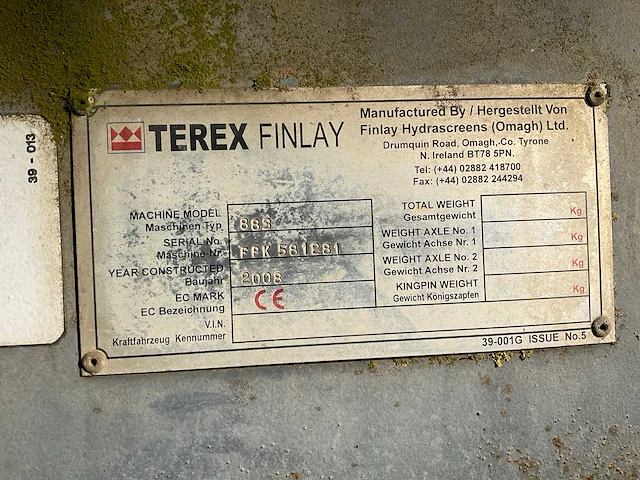 39 - 013
TEREX FINLAY
Manufactured By / Hergestellt Von
Finlay Hydrascreens (Omagh) Ltd.
Drumquin Road, Omagh, Co. Tyrone
N. Ireland BT78 5PN.
Tel: (+44) 02882 418700
Fax: (+44) 02882 244294
MACHINE MODEL
Maschinen Typ
SERIAL No.
Maschine-Nr.
YEAR CONSTRUCTED
Baujahr 2008
EC MARK
EC Bezeichnung CE
V.I.N.
Kraftfahrzeug Kennummer
TOTAL WEIGHT
Gesamtgewicht Kg
WEIGHT AXLE No. 1
Gewicht Achse Nr. 1 Kg
WEIGHT AXLE No. 2
Gewicht Achse Nr. 2 Kg
KINGPIN WEIGHT
Gewicht Königszapfen Kg
39-001G ISSUE No.5